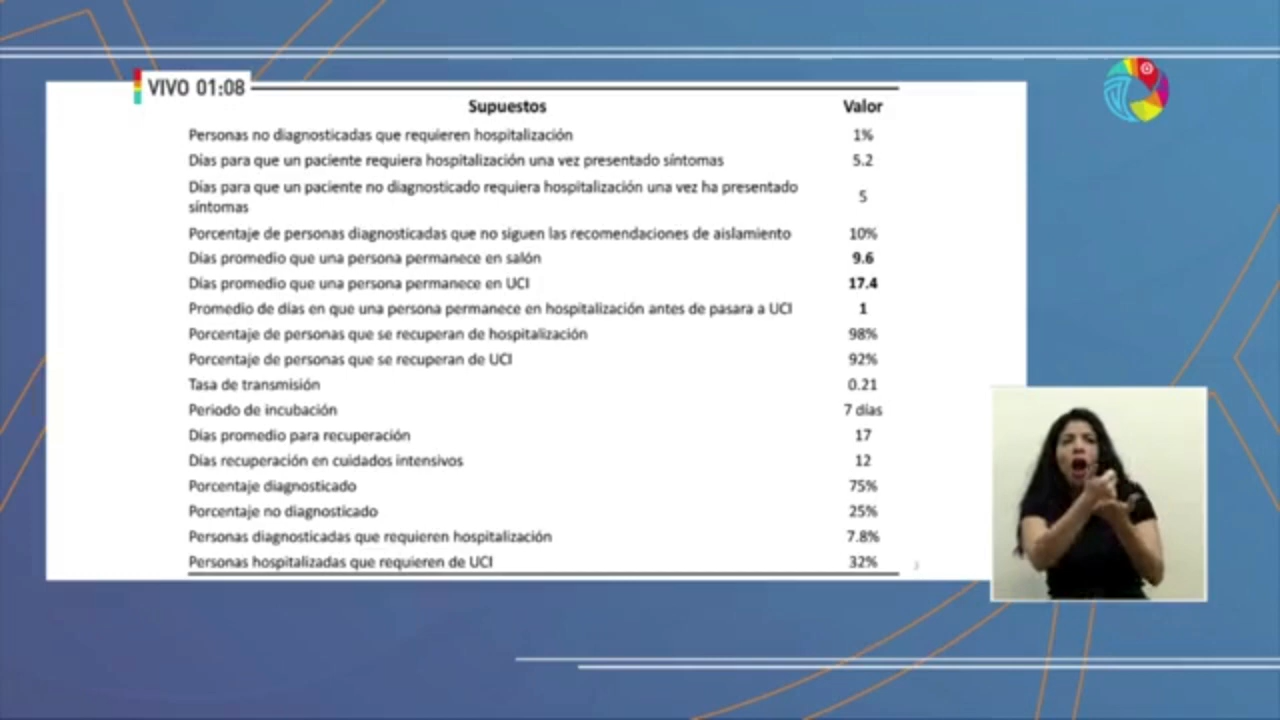 VIVO 01:08
Supuestos Valor
Personas no diagnosticadas que requieren hospitalización 1%
Días para que un paciente requiera hospitalización una vez presentado síntomas 5.2
Días para que un paciente no diagnosticado requiera hospitalización una vez ha presentado
síntomas 5
Porcentaje de personas diagnosticadas que no siguen las recomendaciones de aislamiento 10%
Días promedio que una persona permanece en salón 9.6
Días promedio que una persona permanece en UCI 17.4
Promedio de días en que una persona permanece en hospitalización antes de pasara a UCI 1
Porcentaje de personas que se recuperan de hospitalización 98%
Porcentaje de personas que se recuperan de UCI 92%
Tasa de transmisión 0.21
Periodo de incubación 7 días
Días promedio para recuperación 17
Días recuperación en cuidados intensivos 12
Porcentaje diagnosticado 75%
Porcentaje no diagnosticado 25%
Personas diagnosticadas que requieren hospitalización 7.8%
Personas hospitalizadas que requieren de UCI 32%